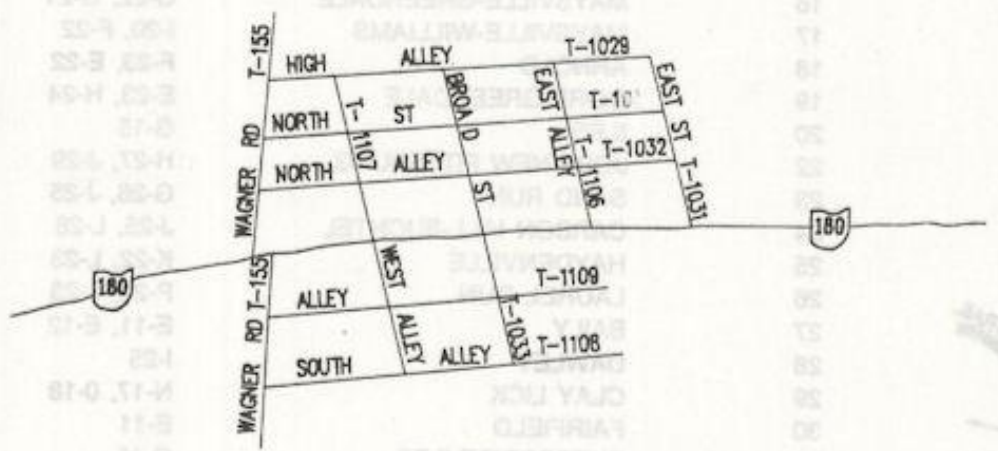 T-155
HIGH ALLEY T-1029
WAGNER RD
NORTH ST T-10
NORTH ALLEY T-1032
T-1107
WEST ALLEY
BROAD ST
T-1033
EAST ALLEY
T-1106
EAST ST T-1031
180
180
WAGNER RD T-155
ALLEY T-1109
SOUTH ALLEY T-1108